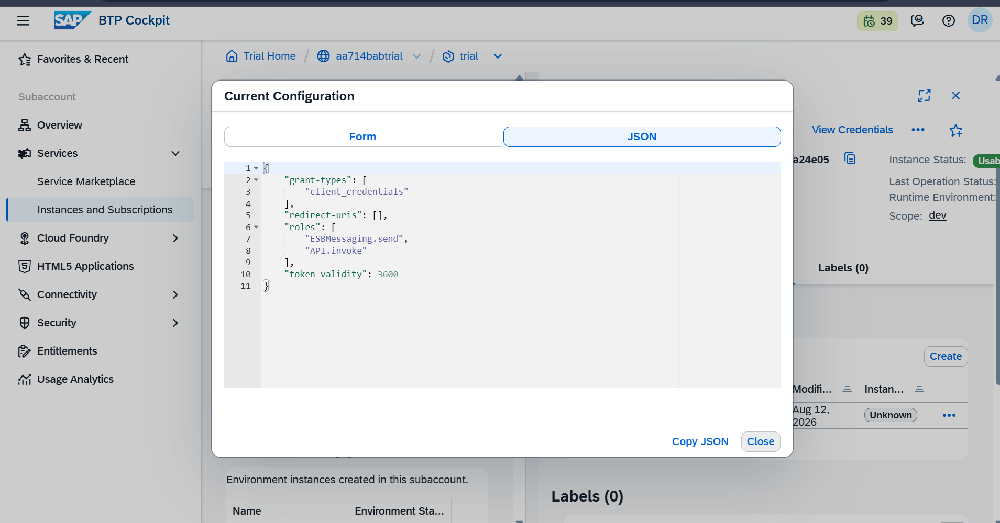 SAP BTP Cockpit
39
DR
Favorites & Recent
Subaccount
Overview
Services
Service Marketplace
Instances and Subscriptions
Cloud Foundry
HTML5 Applications
Connectivity
Security
Entitlements
Usage Analytics
Trial Home / aa714babtrial / trial
Current Configuration
Form
JSON
1 {
2 "grant-types": [
3 "client_credentials"
4 ],
5 "redirect-uris": [],
6 "roles": [
7 "ESBMessaging.send",
8 "API.invoke"
9 ],
10 "token-validity": 3600
11 }
Copy JSON
Close
View Credentials
a24e05
Instance Status: Usab
Last Operation Status:
Runtime Environment:
Scope: dev
Labels (0)
Create
Modifi...
Instan...
Aug 12,
2026
Unknown
Environment instances created in this subaccount.
Name
Environment Sta...
Labels (0)